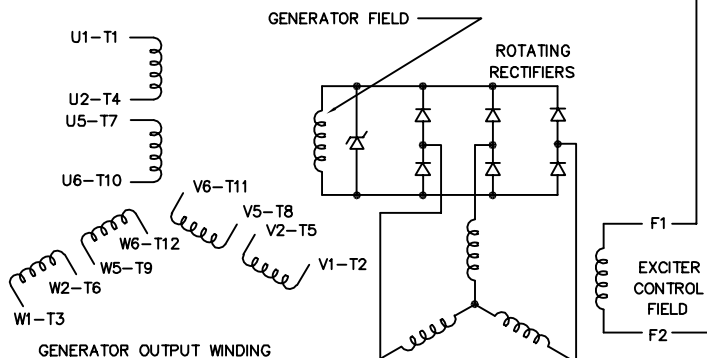 GENERATOR FIELD
U1-T1
ROTATING
RECTIFIERS
U2-T4
U5-T7
U6-T10
V6-T11
V5-T8
V2-T5
W6-T12
W5-T9
V1-T2
W2-T6
W1-T3
F1
EXCITER
CONTROL
FIELD
F2
GENERATOR OUTPUT WINDING